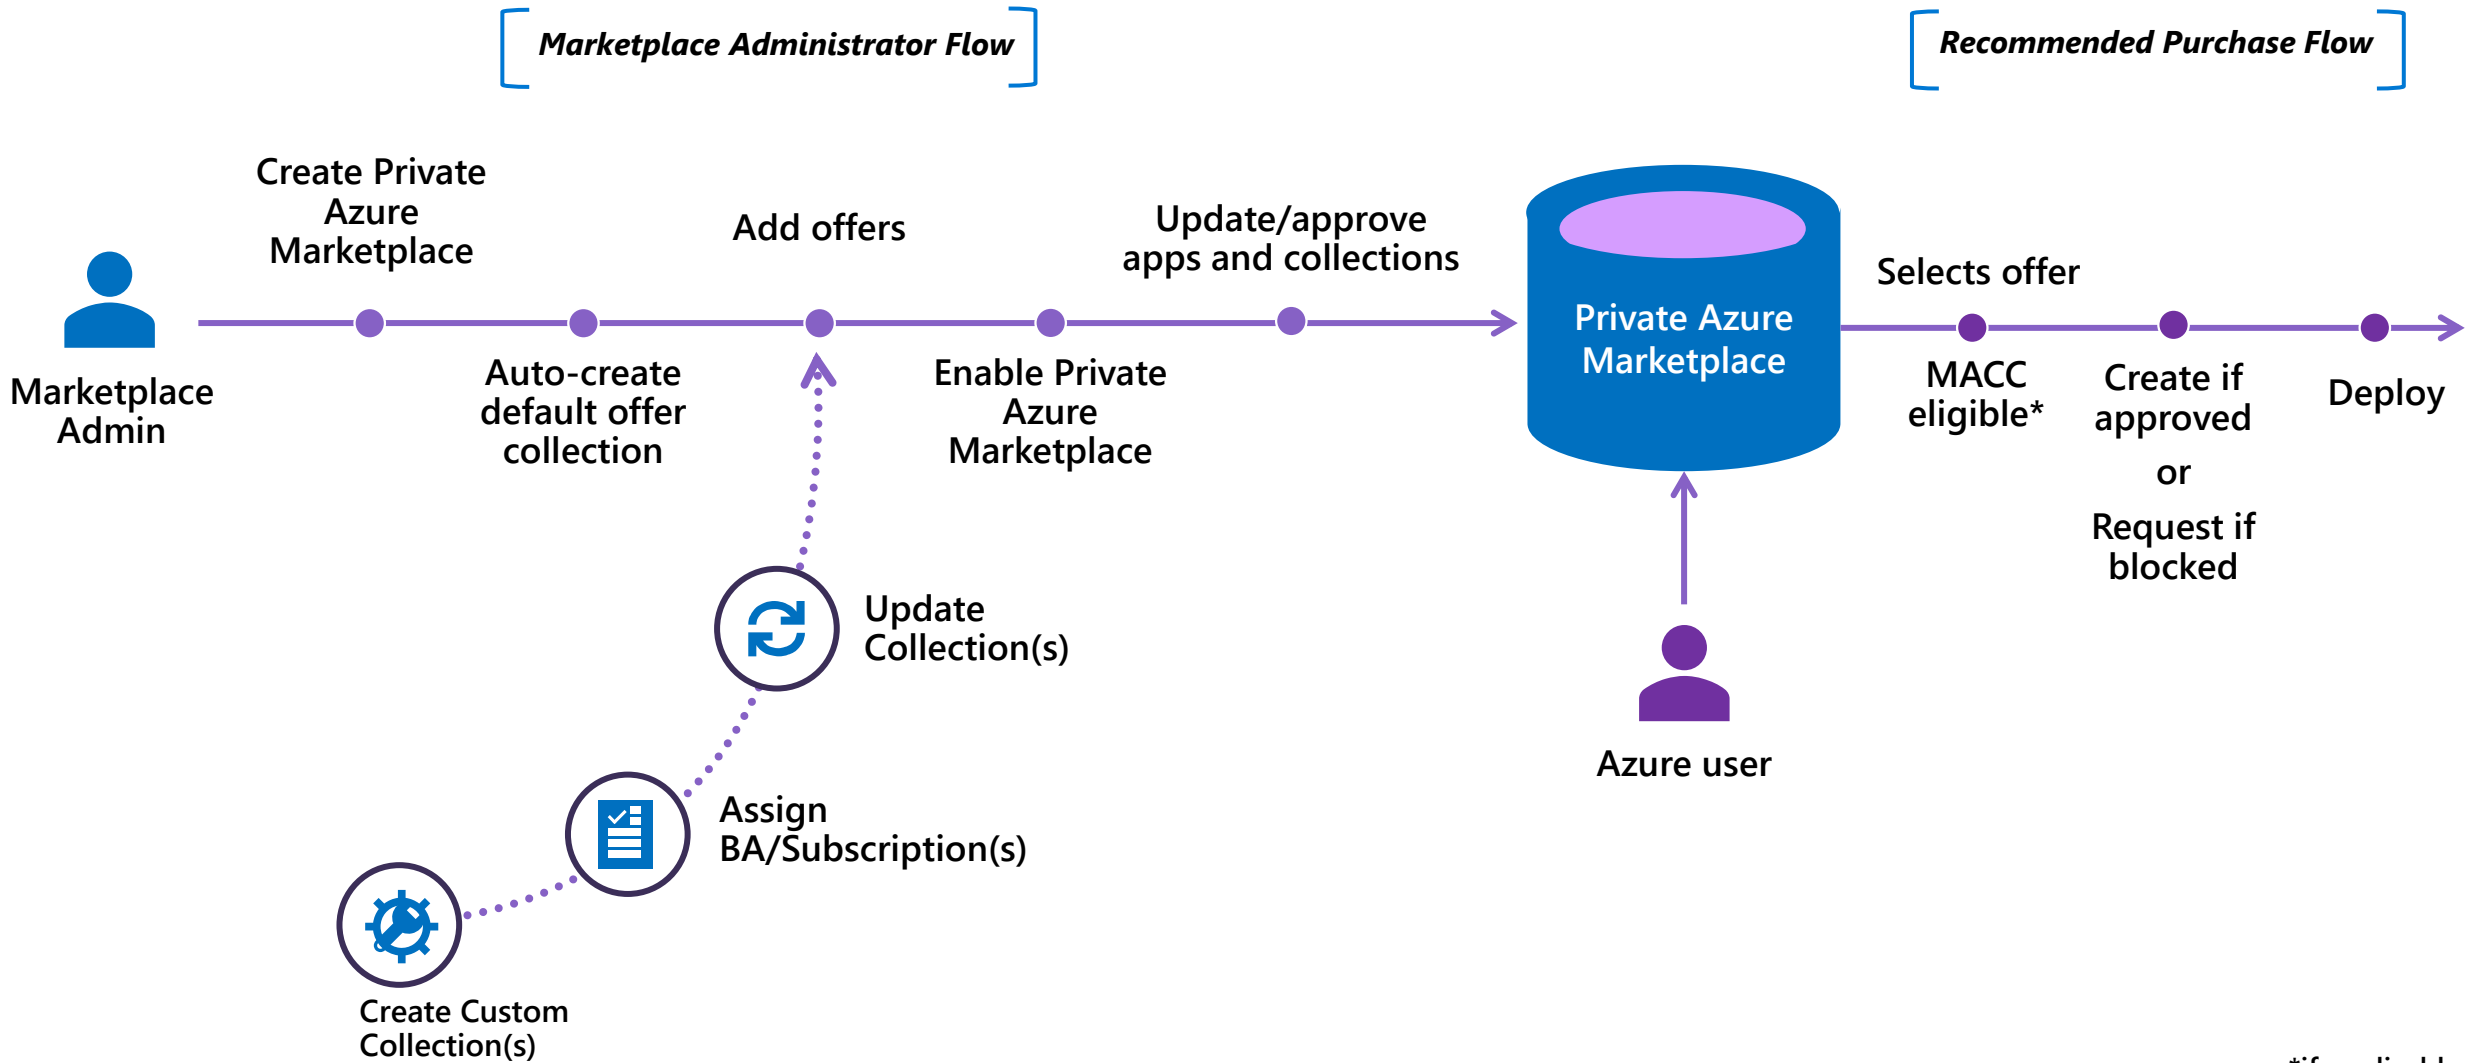 Marketplace Administrator Flow
Recommended Purchase Flow
Create Private
Azure
Marketplace
Add offers
Update/approve
apps and collections
Marketplace
Admin
Auto-create
default offer
collection
Enable Private
Azure
Marketplace
Private Azure
Marketplace
Selects offer
MACC
eligible*
Create if
approved
or
Request if
blocked
Deploy
Update
Collection(s)
Azure user
Assign
BA/Subscription(s)
Create Custom
Collection(s)